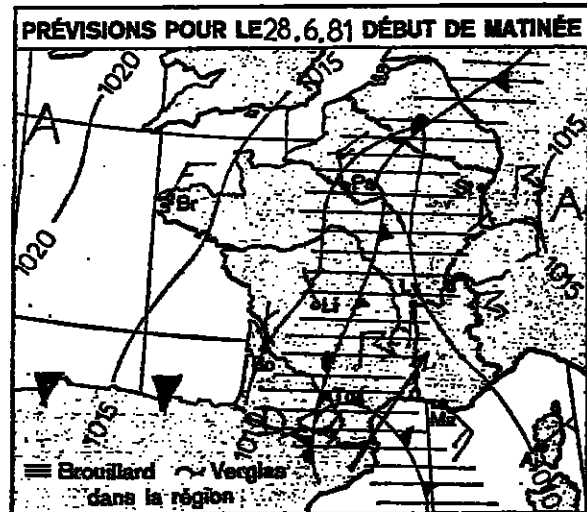 PRÉVISIONS POUR LE 28.6.81 DÉBUT DE MATINÉE
1020
1015
A
1015
Pa
St
Br
A
1020
1015
Li
Ly
Bo
1015
Tou
Ma
Brouillard Verglas
dans la région